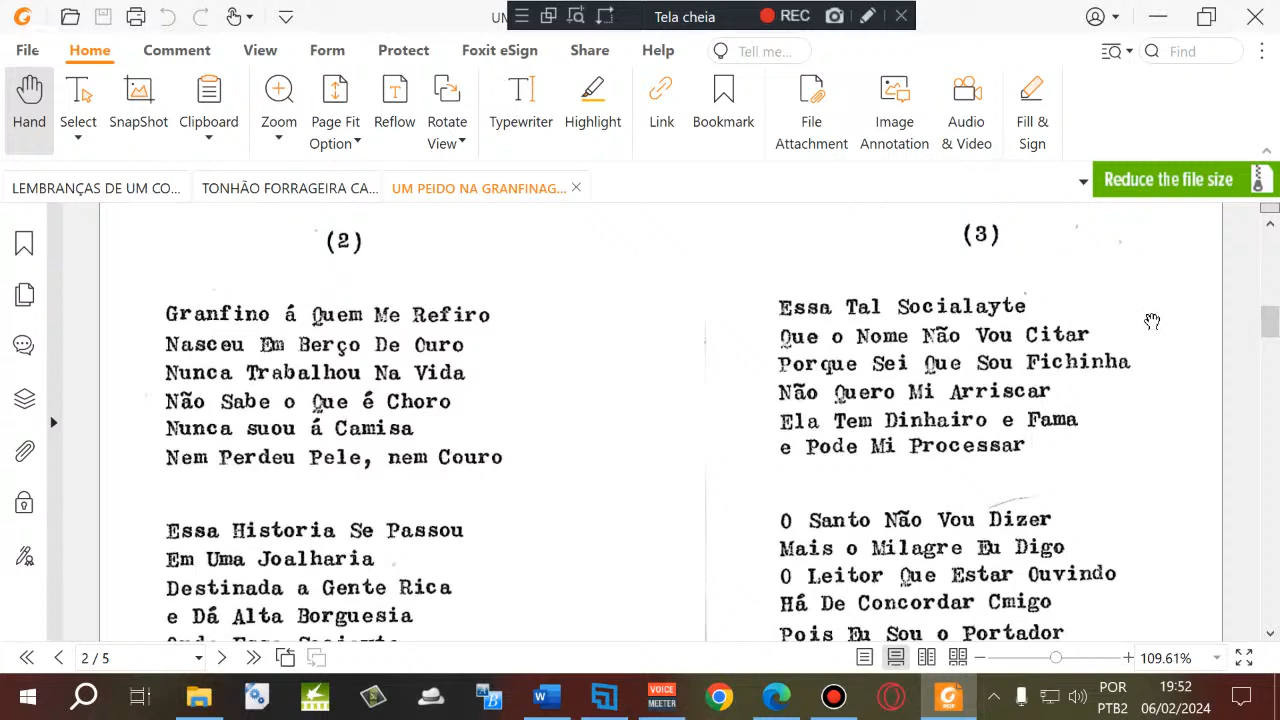 UN
Tela cheia
REC
File
Home
Comment
View
Form
Protect
Foxit eSign
Share
Help
Tell me...
Find
Hand
Select
SnapShot
Clipboard
Zoom
Page Fit
Option
Reflow
Rotate
View
Typewriter
Highlight
Link
Bookmark
File
Attachment
Image
Annotation
Audio
& Video
Fill &
Sign
LEMBRANÇAS DE UM CO...
TONHÃO FORRAGEIRA CA...
UM PEIDO NA GRANFINAG...
Reduce the file size
(2)
Granfino á Quem Me Refiro
Nasceu Em Berço De Ouro
Nunca Trabalhou Na Vida
Não Sabe o Que é Choro
Nunca suou á Camisa
Nem Perdeu Pele, nem Couro
Essa Historia Se Passou
Em Uma Joalharia
Destinada a Gente Rica
e Dá Alta Borguesia
(3)
Essa Tal Socialayte
Que o Nome Não Vou Citar
Porque Sei Que Sou Fichinha
Não Quero Mi Arriscar
Ela Tem Dinhairo e Fama
e Pode Mi Processar
O Santo Não Vou Dizer
Mais o Milagre Eu Digo
O Leitor Que Estar Ouvindo
Há De Concordar Cmigo
Pois Eu Sou o Portador
2 / 5
109.61%
VOICE
MEETER
PDF
POR
PTB2
19:52
06/02/2024